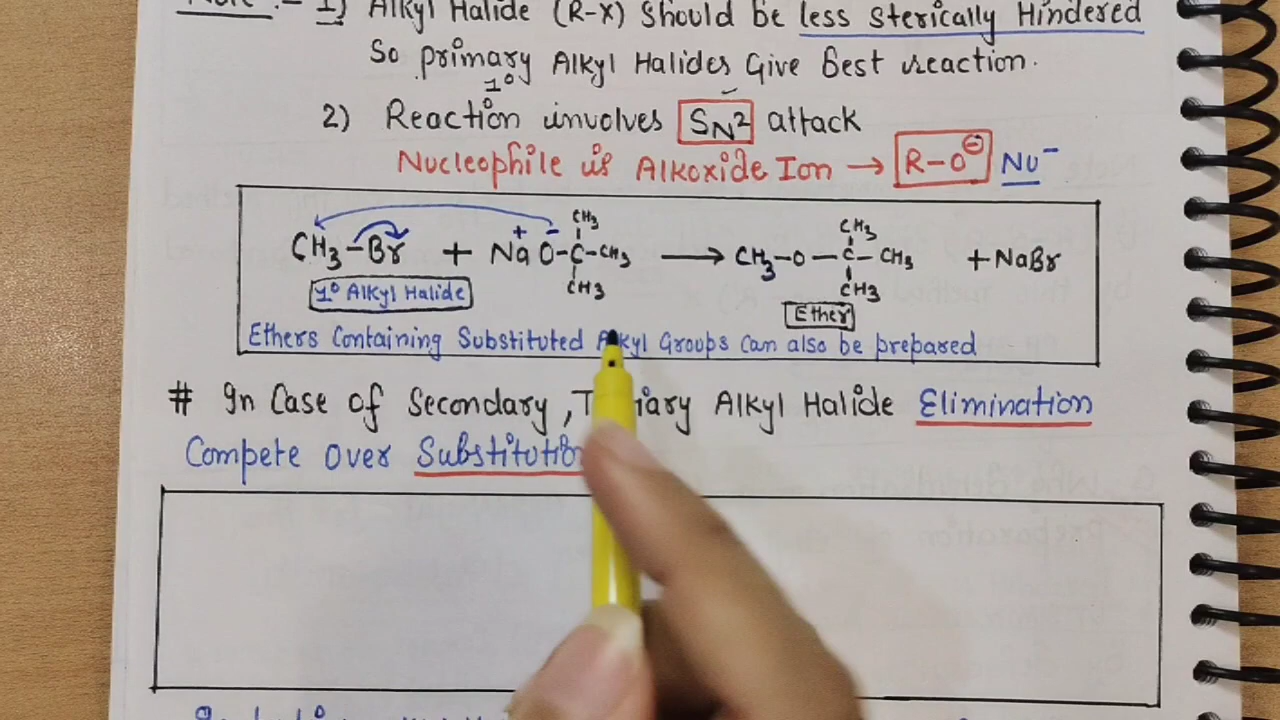 Note :- 1) Alkyl Halide (R-X) Should be less Sterically Hindered
So primary Alkyl Halides Give Best reaction.
1°
2) Reaction involves SN2 attack
Nucleophile is Alkoxide Ion → R-O⊖ Nu⁻
CH3 CH3
CH3-Br + Na⁺ O⁻-C-CH3 → CH3-O-C-CH3 + NaBr
CH3 CH3
1° Alkyl Halide Ether
Ethers Containing Substituted Alkyl Groups Can also be prepared
# In Case of Secondary, Alkyl Halide Elimination
Compete over Substitution